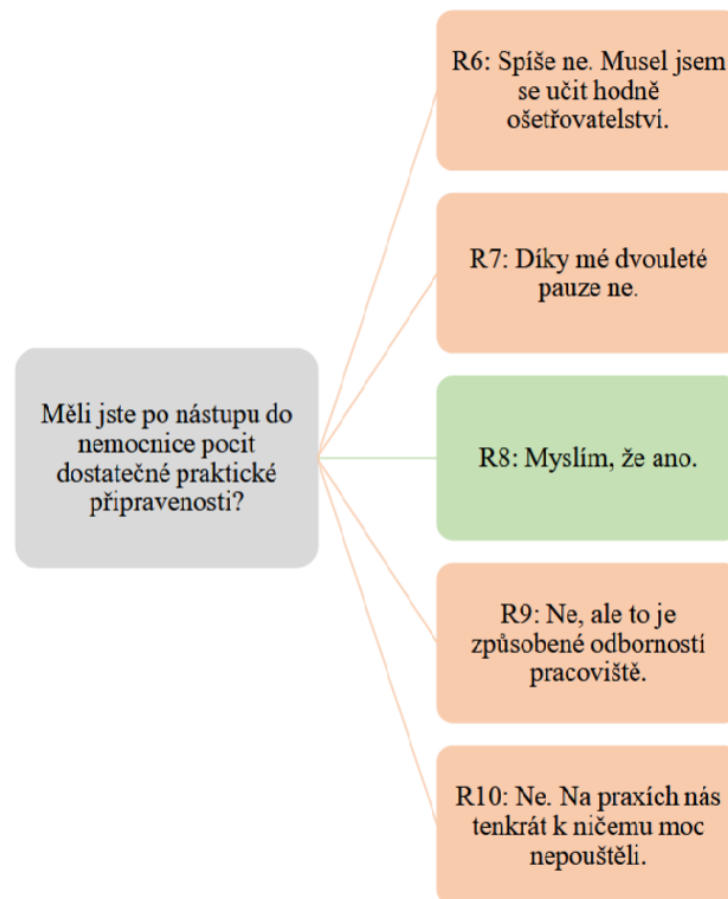 Měli jste po nástupu do
nemocnice pocit
dostatečné praktické
připravenosti?
R6: Spíše ne. Musel jsem
se učit hodně
ošetřovatelství.
R7: Díky mé dvouleté
pauze ne.
R8: Myslím, že ano.
R9: Ne, ale to je
způsobené odborností
pracoviště.
R10: Ne. Na praxích nás
tenkrát k ničemu moc
nepouštěli.